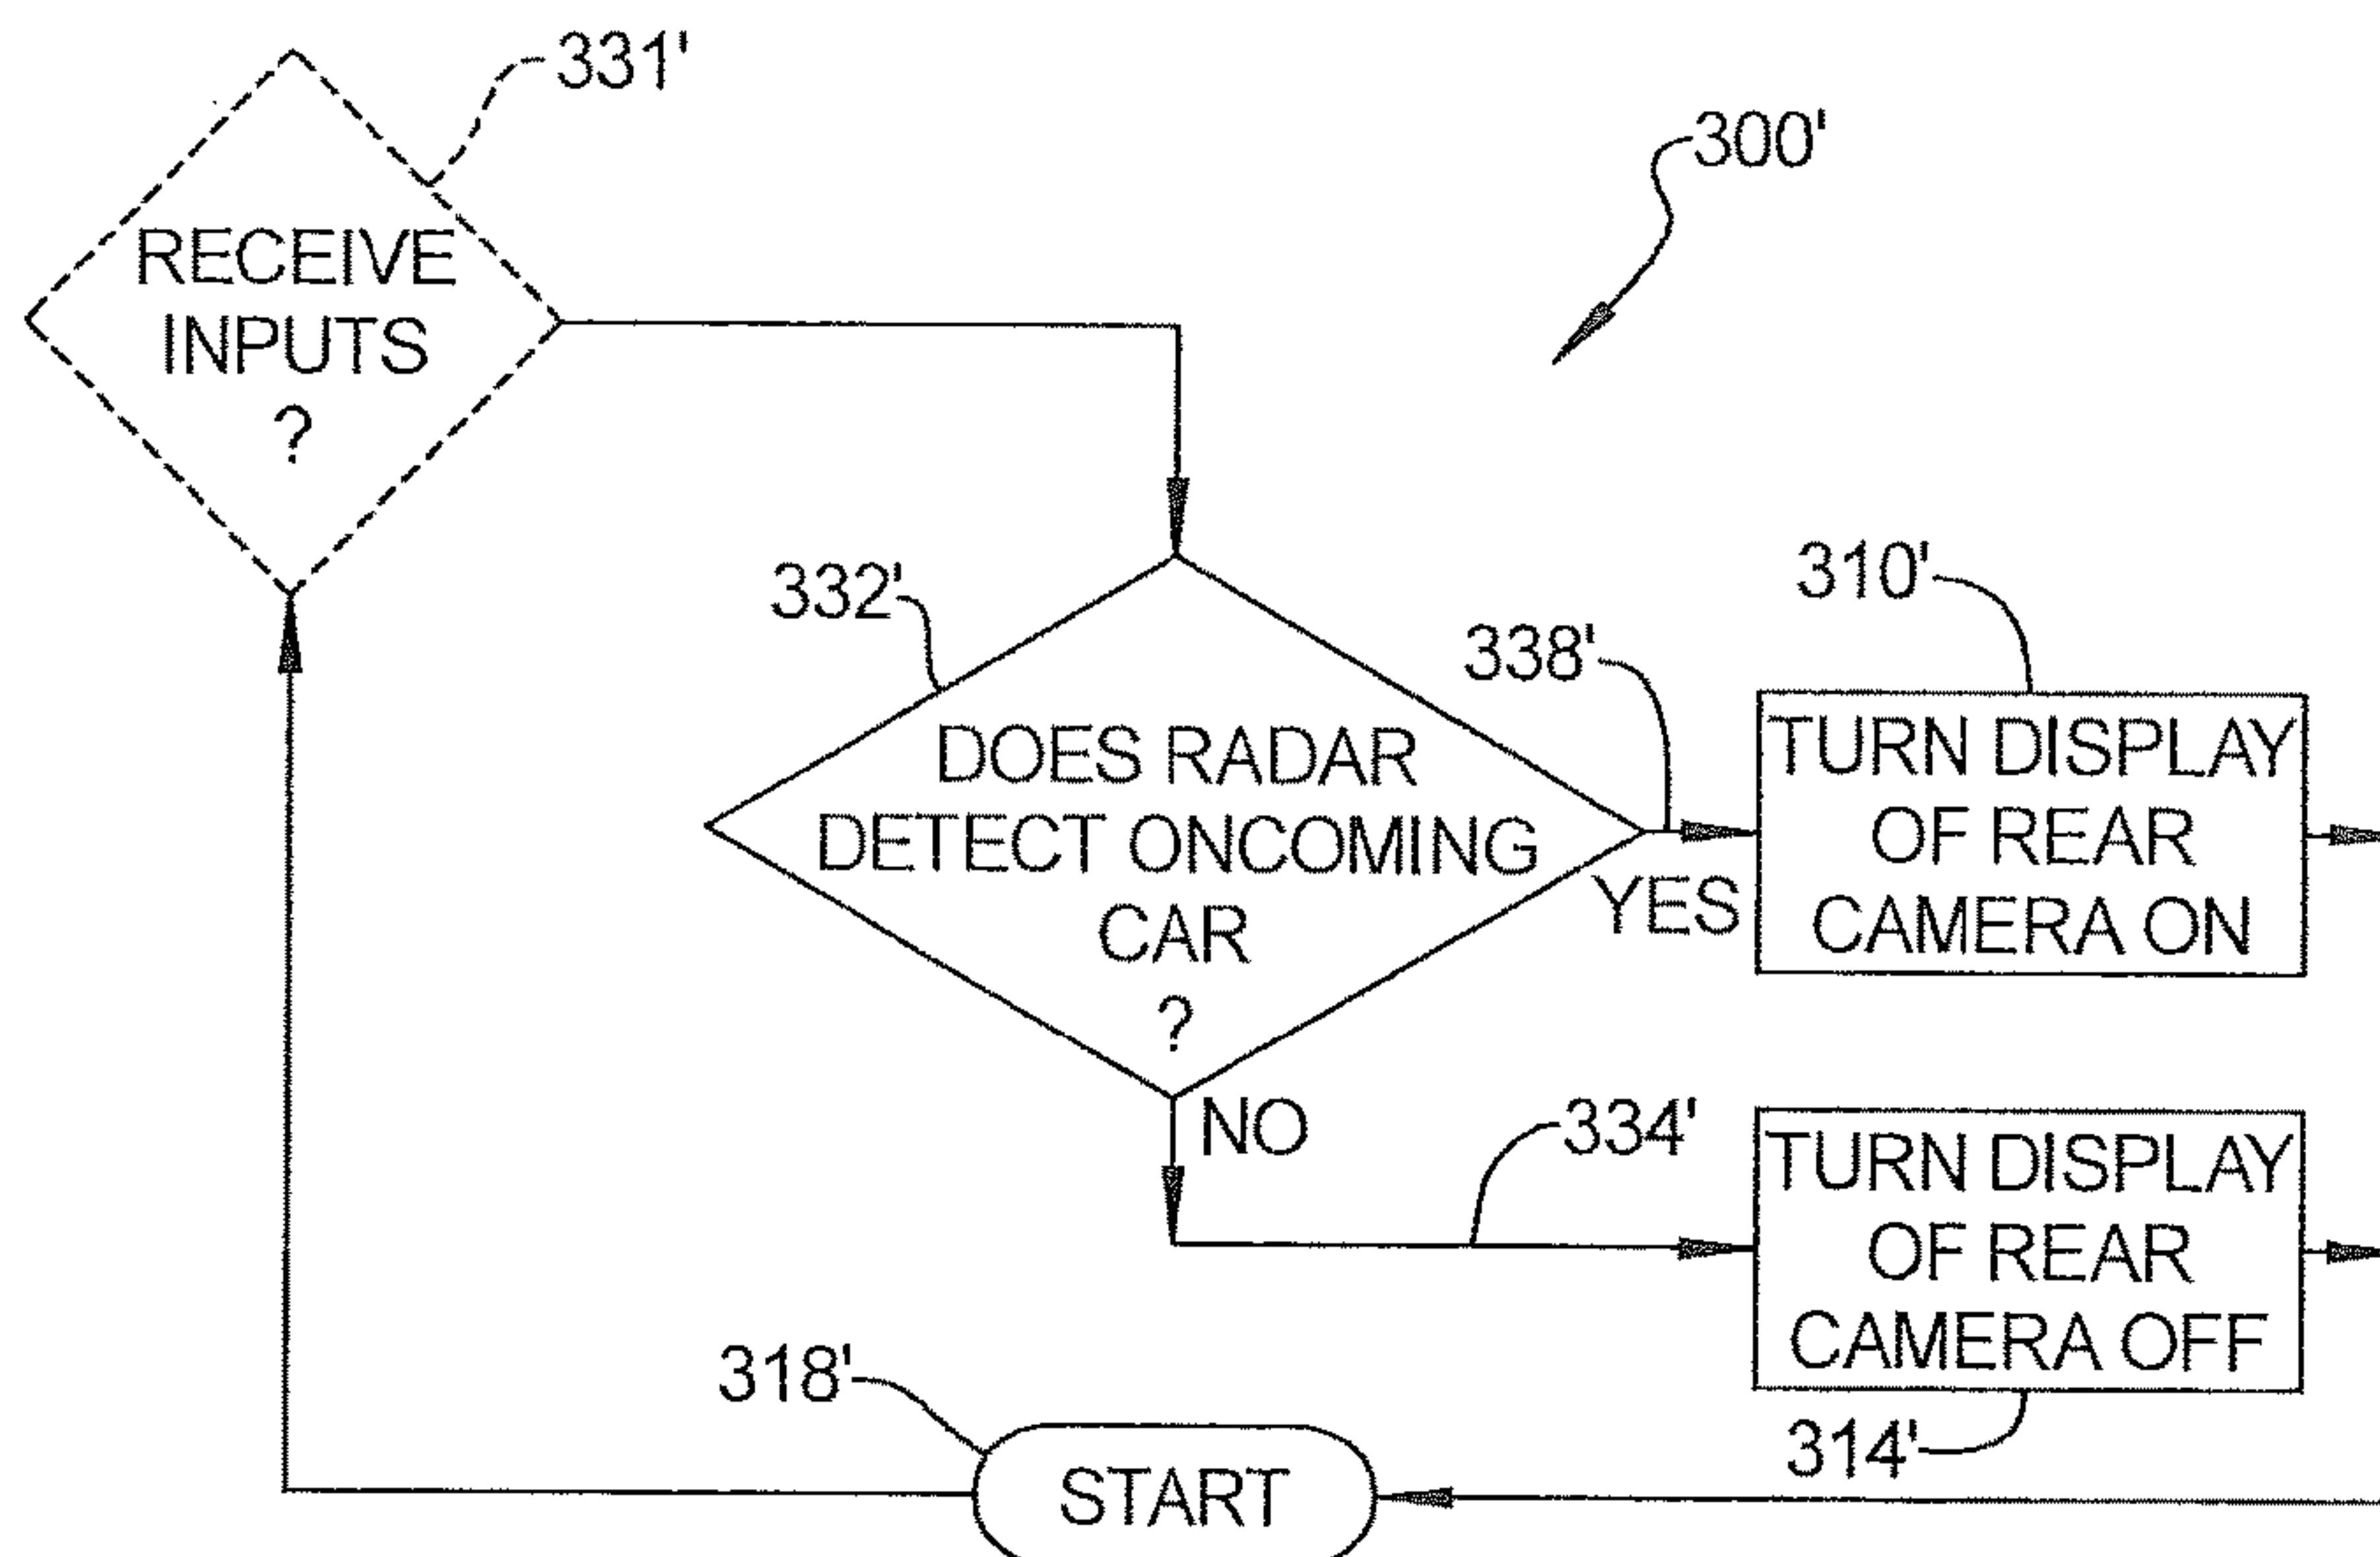 331'
300'
RECEIVE
INPUTS
?
332'
310'
338'
DOES RADAR
DETECT ONCOMING
CAR
?
YES
TURN DISPLAY
OF REAR
CAMERA ON
NO
334'
TURN DISPLAY
OF REAR
CAMERA OFF
318'
314'
START